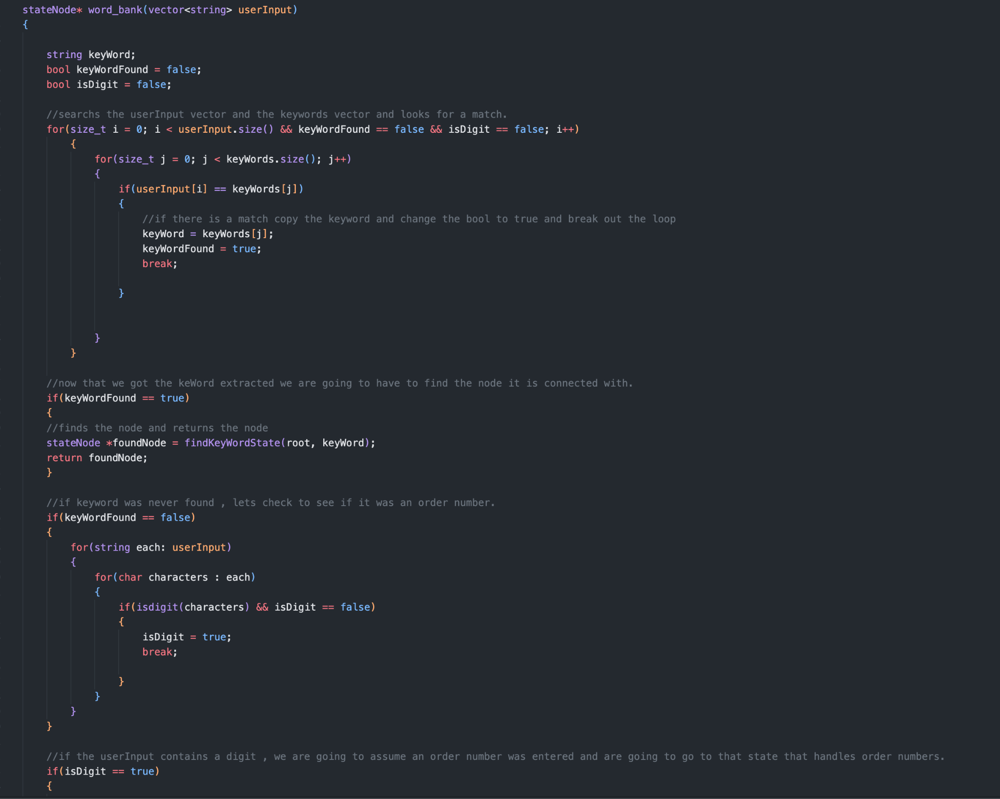 stateNode* word_bank(vector<string> userInput)
{
string keyWord;
bool keyWordFound = false;
bool isDigit = false;
//searchs the userInput vector and the keywords vector and looks for a match.
for(size_t i = 0; i < userInput.size() && keyWordFound == false && isDigit == false; i++)
{
for(size_t j = 0; j < keyWords.size(); j++)
{
if(userInput[i] == keyWords[j])
{
//if there is a match copy the keyword and change the bool to true and break out the loop
keyWord = keyWords[j];
keyWordFound = true;
break;
}
}
}
//now that we got the keWord extracted we are going to have to find the node it is connected with.
if(keyWordFound == true)
{
//finds the node and returns the node
stateNode *foundNode = findKeyWordState(root, keyWord);
return foundNode;
}
//if keyword was never found , lets check to see if it was an order number.
if(keyWordFound == false)
{
for(string each: userInput)
{
for(char characters : each)
{
if(isdigit(characters) && isDigit == false)
{
isDigit = true;
break;
}
}
}
}
//if the userInput contains a digit , we are going to assume an order number was entered and are going to go to that state that handles order numbers.
if(isDigit == true)
{